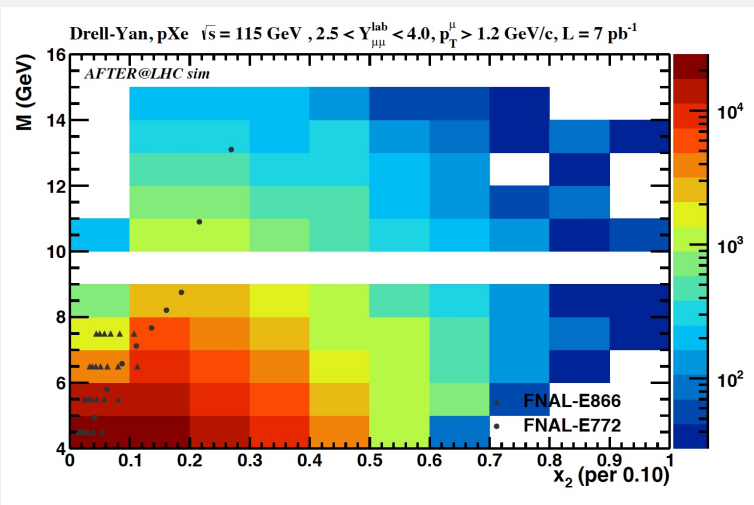 Drell-Yan, pXe √s = 115 GeV , 2.5 < Y^lab_μμ < 4.0, p^μ_T > 1.2 GeV/c, L = 7 pb^-1
AFTER@LHC sim
M (GeV)
16
14
12
10
8
6
4
10^4
10^3
10^2
FNAL-E866
FNAL-E772
0 0.1 0.2 0.3 0.4 0.5 0.6 0.7 0.8 0.9 1
x_2 (per 0.10)